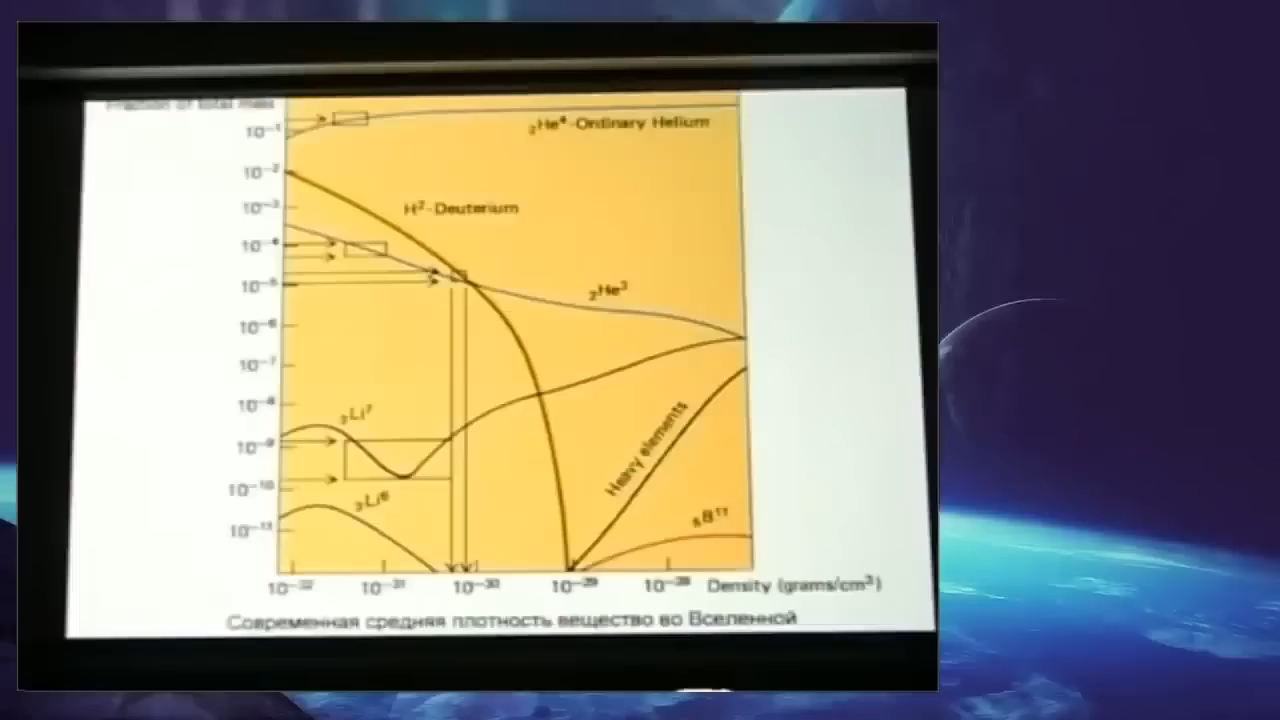 Fraction of total mass
10⁻¹
₂He⁴-Ordinary Helium
10⁻²
10⁻³
H²-Deuterium
10⁻⁴
10⁻⁵
₂He³
10⁻⁶
10⁻⁷
10⁻⁸
₃Li⁷
10⁻⁹
Heavy elements
10⁻¹⁰
₃Li⁶
₅B¹¹
10⁻¹¹
10⁻³² 10⁻³¹ 10⁻³⁰ 10⁻²⁹ 10⁻²⁸ Density (grams/cm³)
Современная средняя плотность вещество во Вселенной